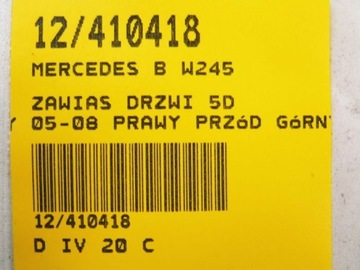 12/410418
MERCEDES B W245
ZAWIAS DRZWI 5D
05-08 PRAWY PRZÓD GÓRNY
12/410418
D IV 20 C